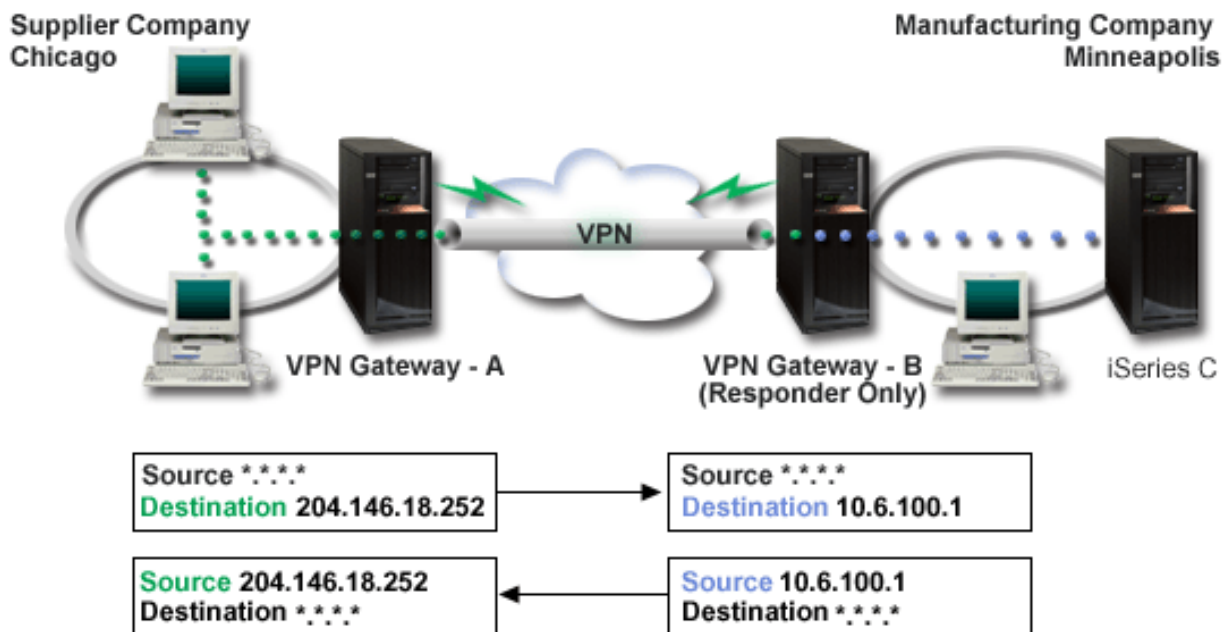 Supplier Company
Chicago
Manufacturing Company
Minneapolis
VPN
VPN Gateway - A
VPN Gateway - B
(Responder Only)
iSeries C
Source *.*.*.*
Destination 204.146.18.252
Source *.*.*.*
Destination 10.6.100.1
Source 204.146.18.252
Destination *.*.*.*
Source 10.6.100.1
Destination *.*.*.*